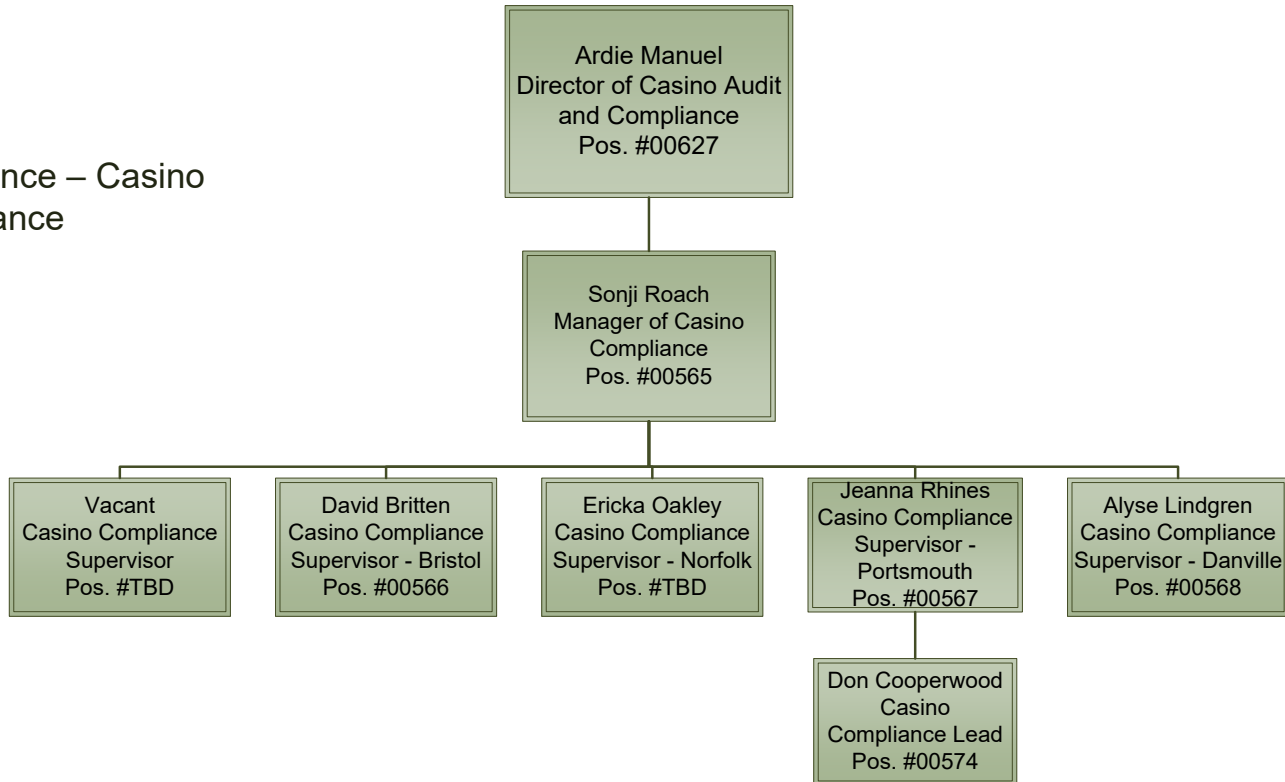 Ardie Manuel
Director of Casino Audit
and Compliance
Pos. #00627
nce – Casino
ance
Sonji Roach
Manager of Casino
Compliance
Pos. #00565
Vacant
Casino Compliance
Supervisor
Pos. #TBD
David Britten
Casino Compliance
Supervisor - Bristol
Pos. #00566
Ericka Oakley
Casino Compliance
Supervisor - Norfolk
Pos. #TBD
Jeanna Rhines
Casino Compliance
Supervisor -
Portsmouth
Pos. #00567
Alyse Lindgren
Casino Compliance
Supervisor - Danville
Pos. #00568
Don Cooperwood
Casino
Compliance Lead
Pos. #00574